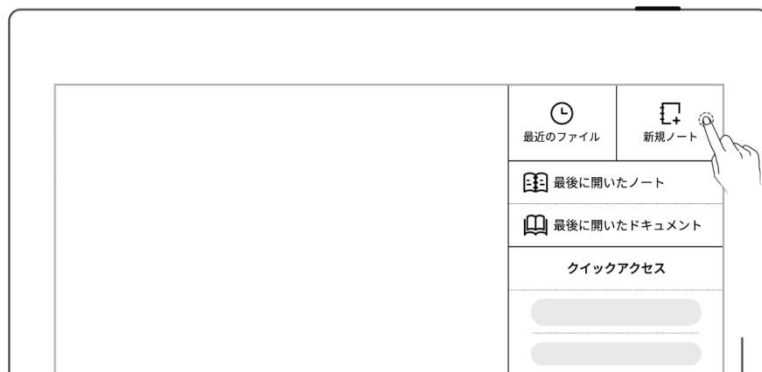 最近のファイル
新規ノート
最後に開いたノート
最後に開いたドキュメント
クイックアクセス